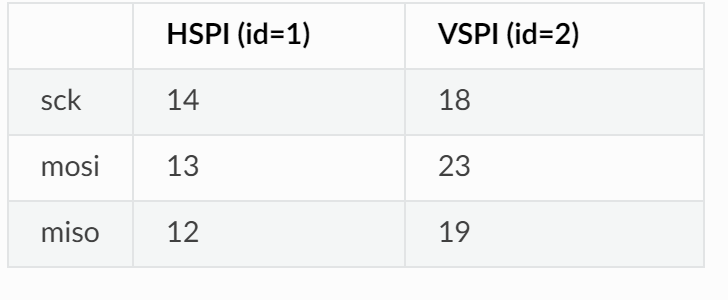 HSPI (id=1) VSPI (id=2)
sck 14 18
mosi 13 23
miso 12 19